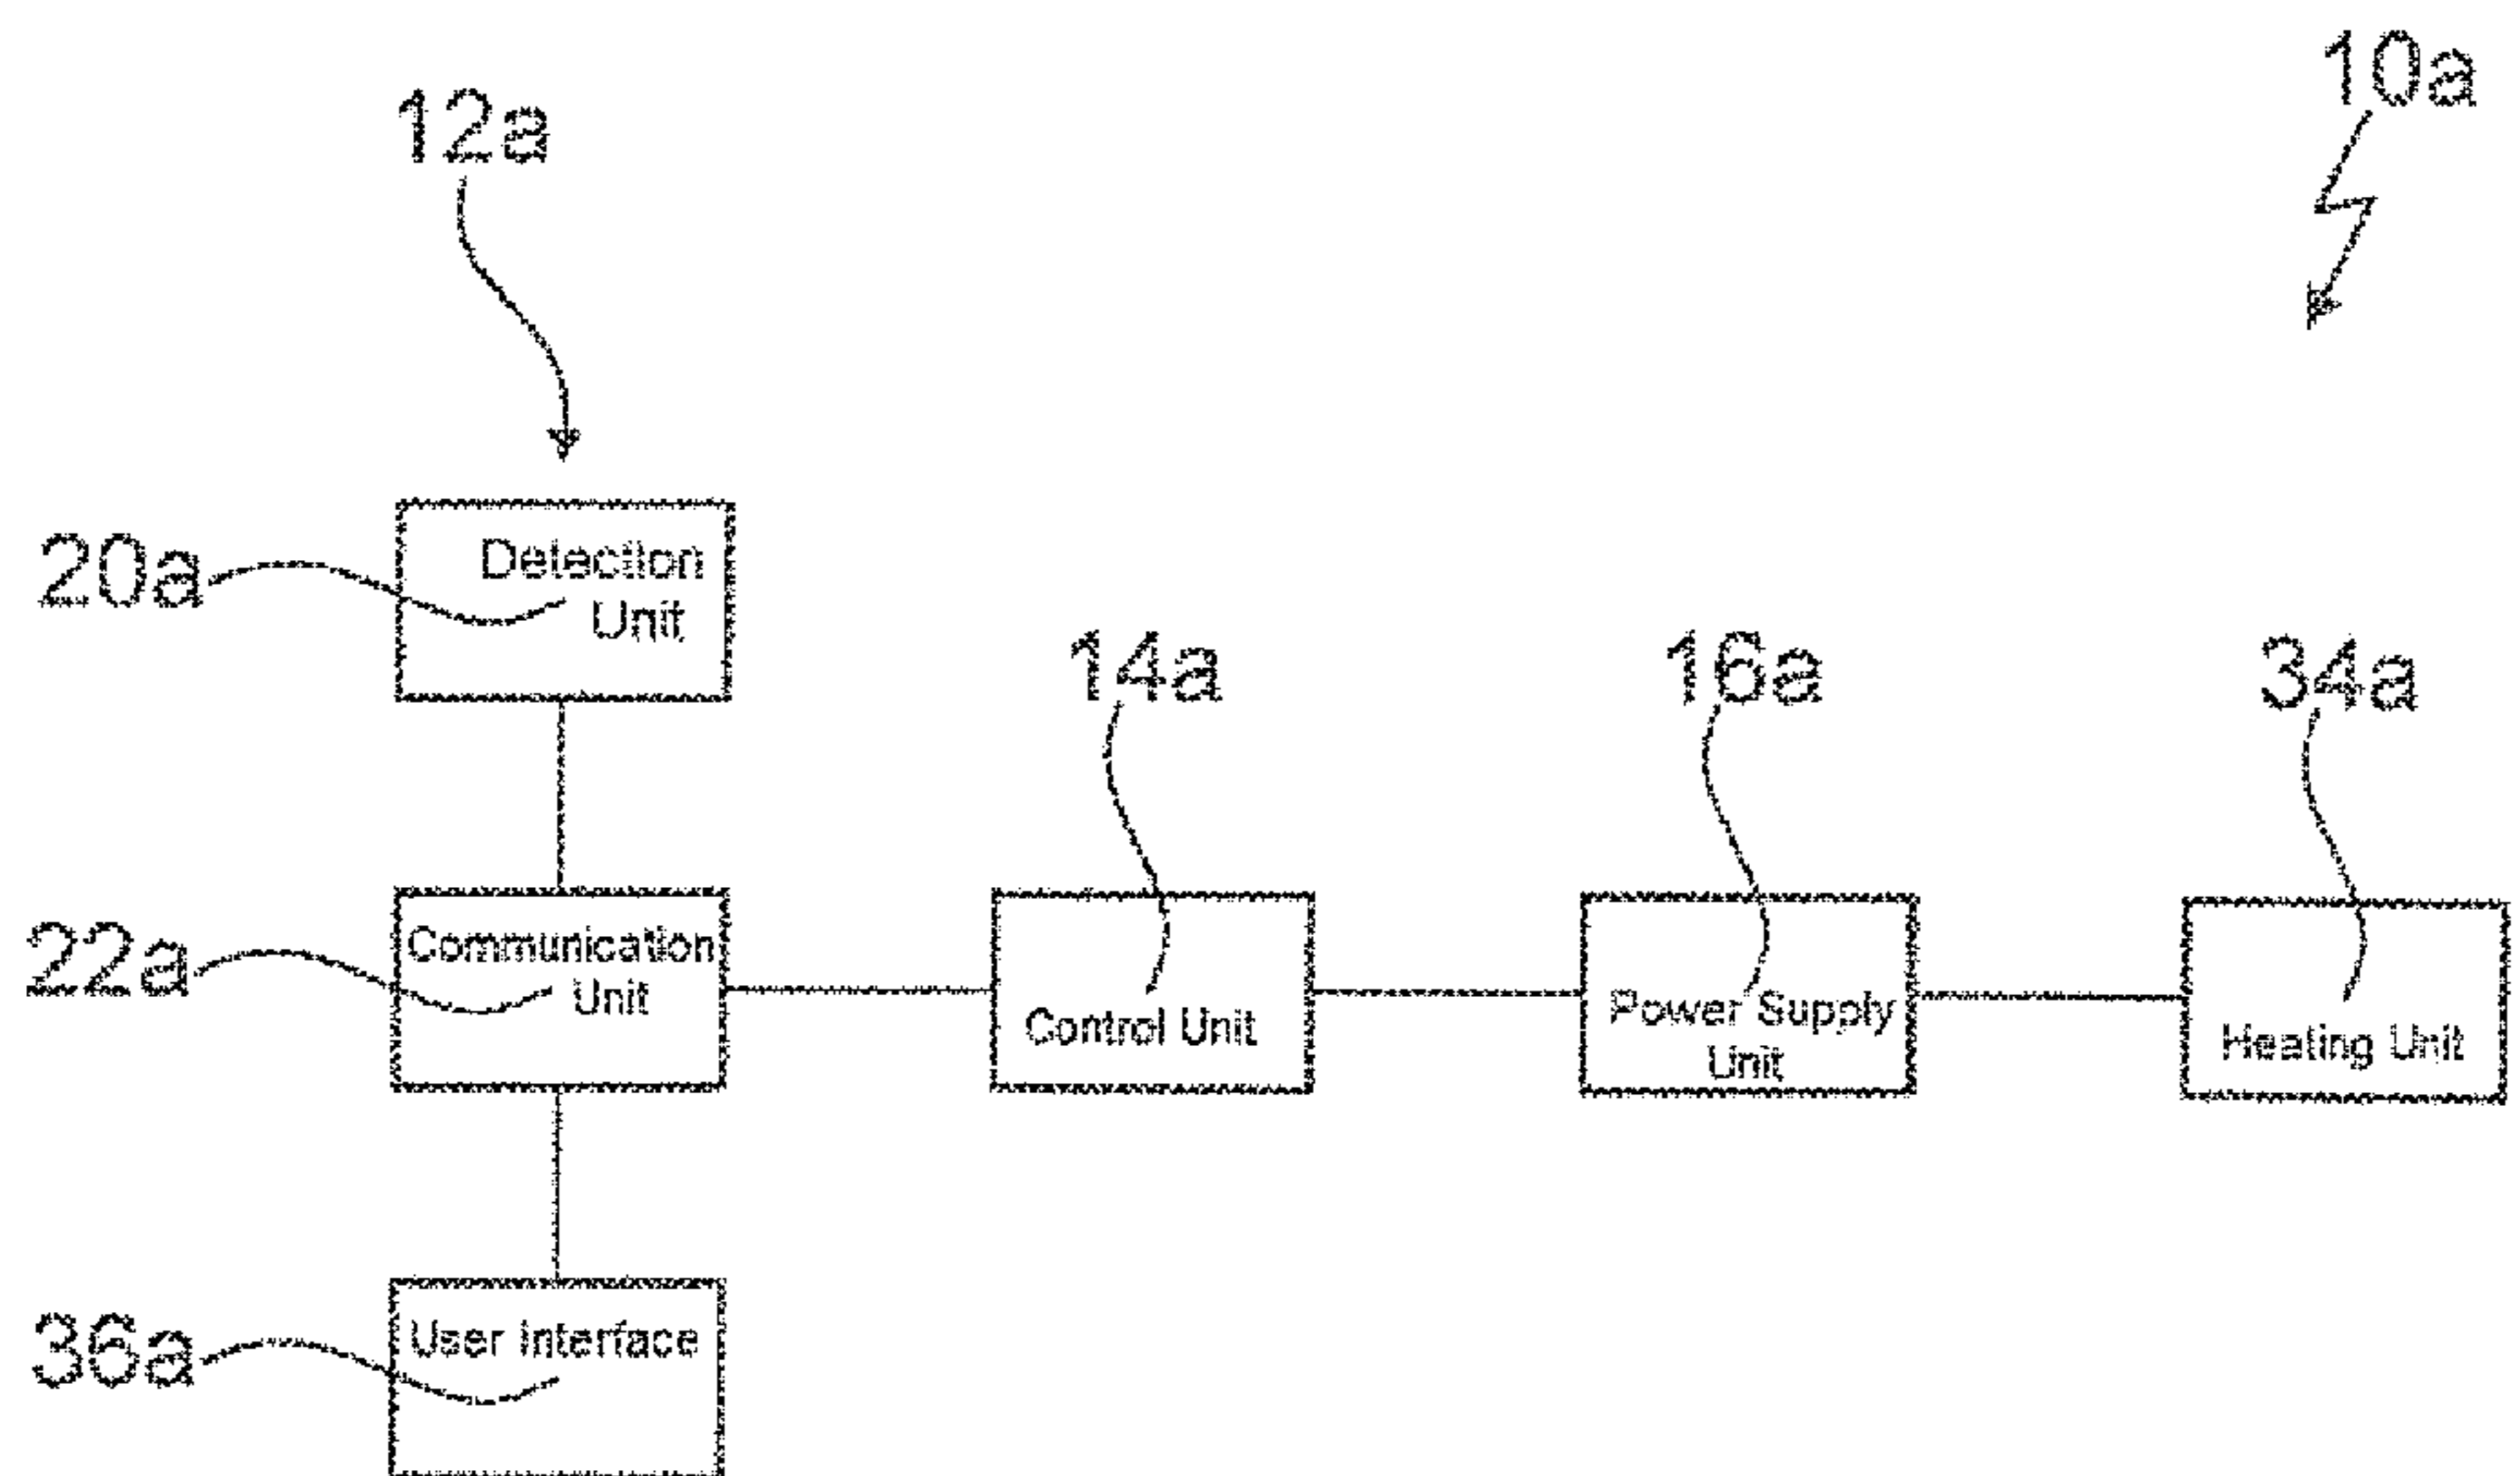 10a
12a
20a
Detection
Unit
14a
16a
34a
22a
Communication
Unit
Control Unit
Power Supply
Unit
Heating Unit
36a
User Interface